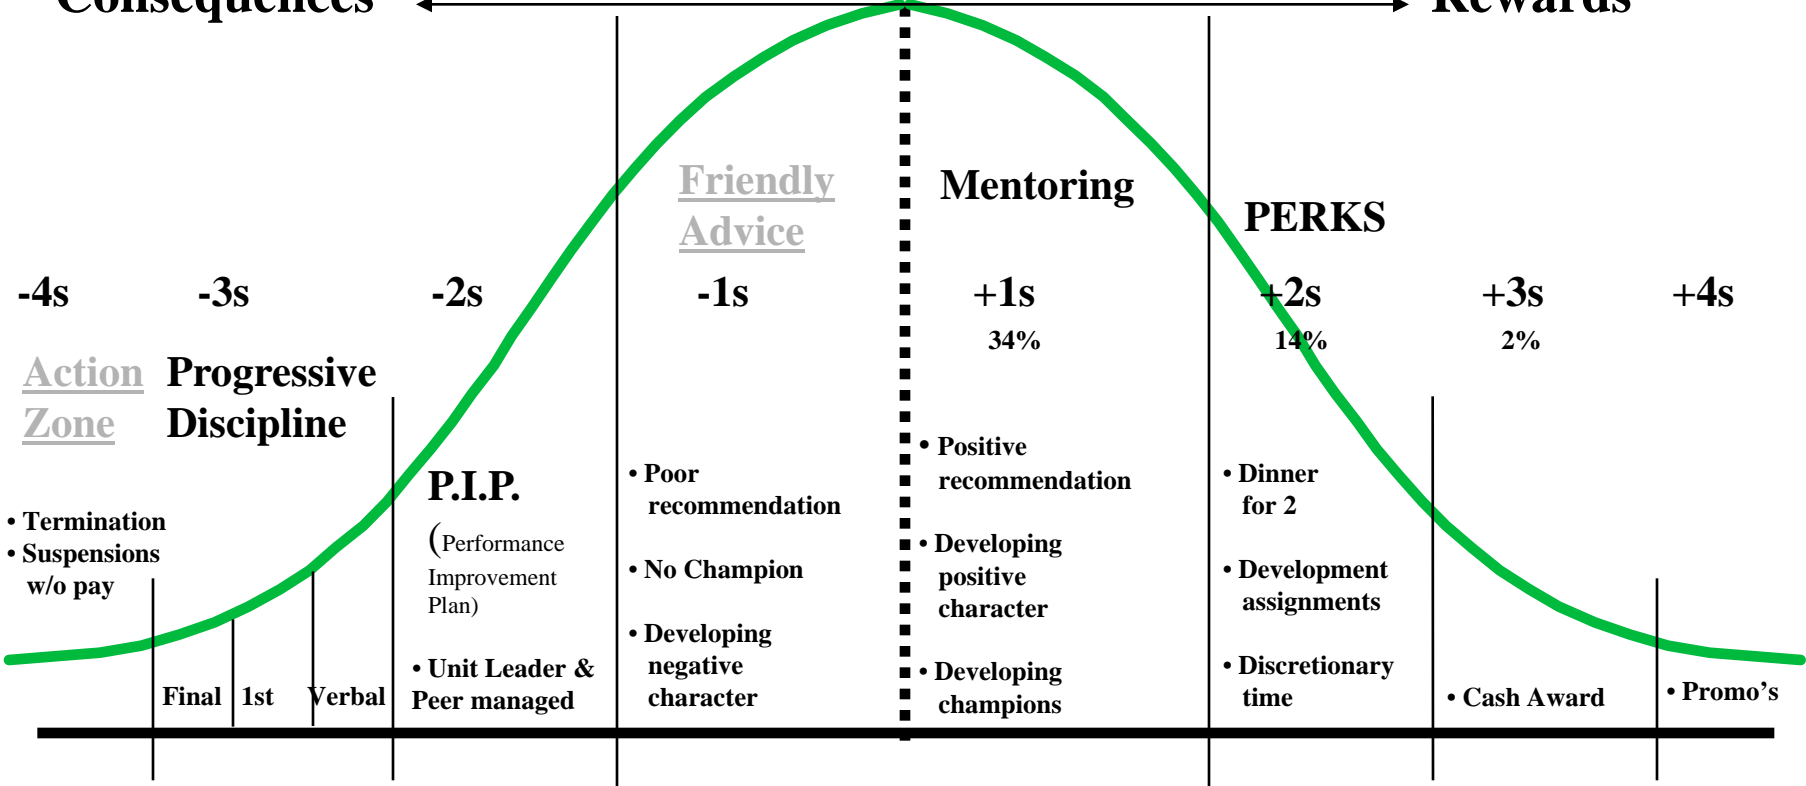 Consequences
Rewards
Friendly
Advice
Mentoring
PERKS
-4s
-3s
-2s
-1s
+1s
+2s
+3s
+4s
34%
14%
2%
Action
Zone
Progressive
Discipline
• Termination
• Suspensions
w/o pay
Final
1st
Verbal
P.I.P.
(Performance
Improvement
Plan)
• Unit Leader &
Peer managed
• Poor
recommendation
• No Champion
• Developing
negative
character
• Positive
recommendation
• Developing
positive
character
• Developing
champions
• Dinner
for 2
• Development
assignments
• Discretionary
time
• Cash Award
• Promo's